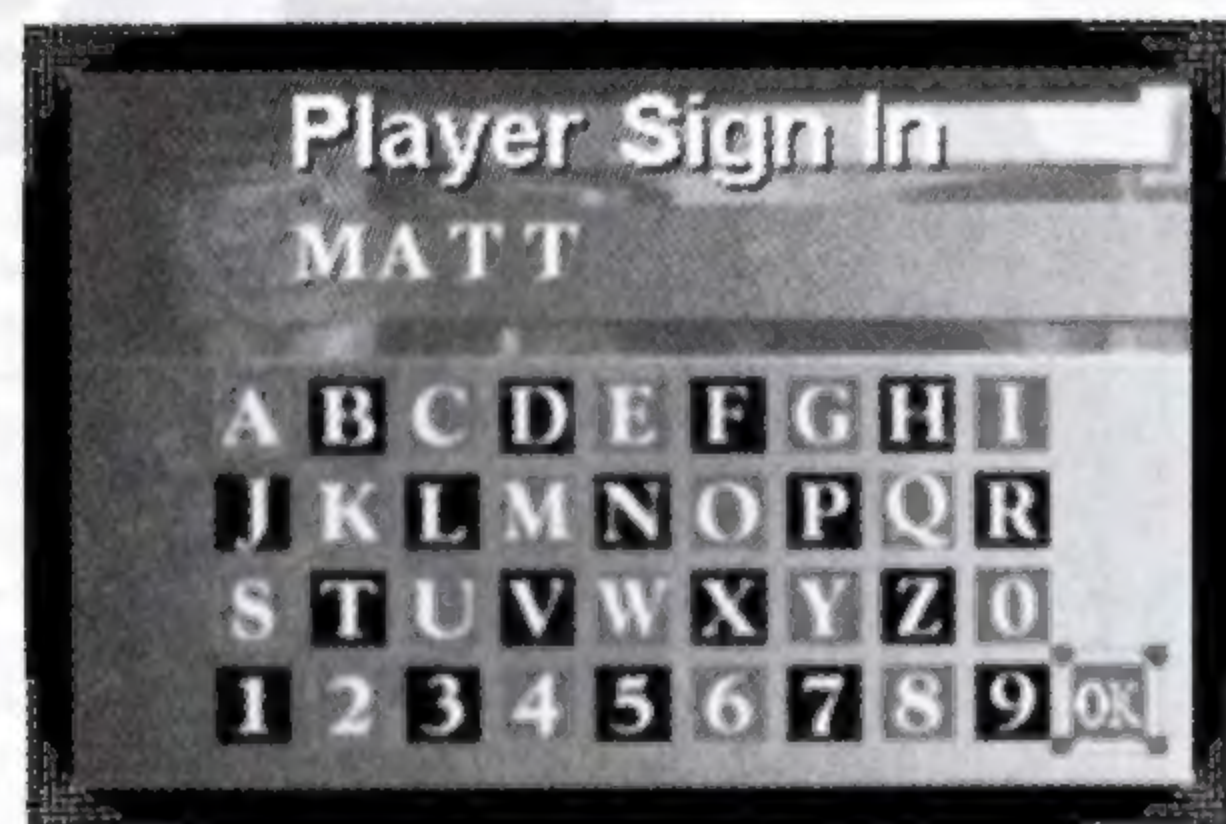 Player Sign In
MATT
A B C D E F G H I
J K L M N O P Q R
S T U V W X Y Z 0
1 2 3 4 5 6 7 8 9 OK